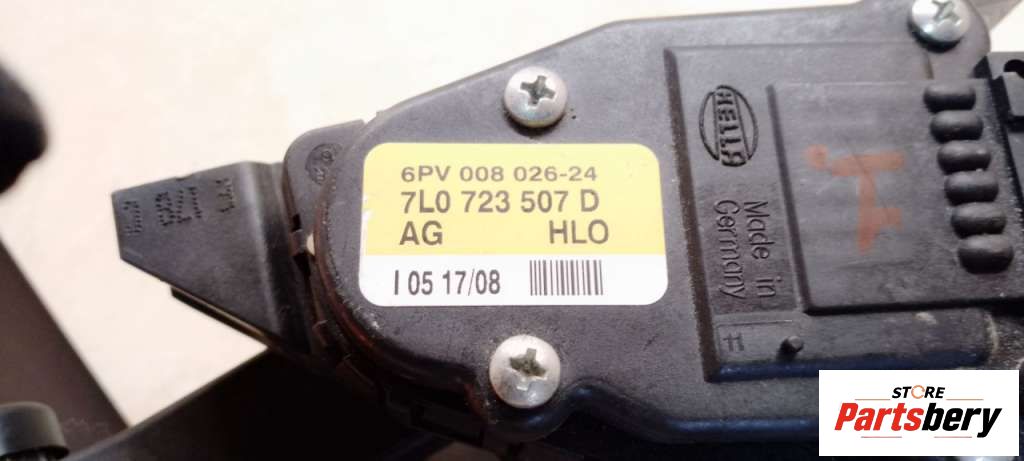 6PV 008 026-24
7L0 723 507 D
AG HLO
I 05 17/08
HELLA
Made in
Germany
STORE
Partsbery